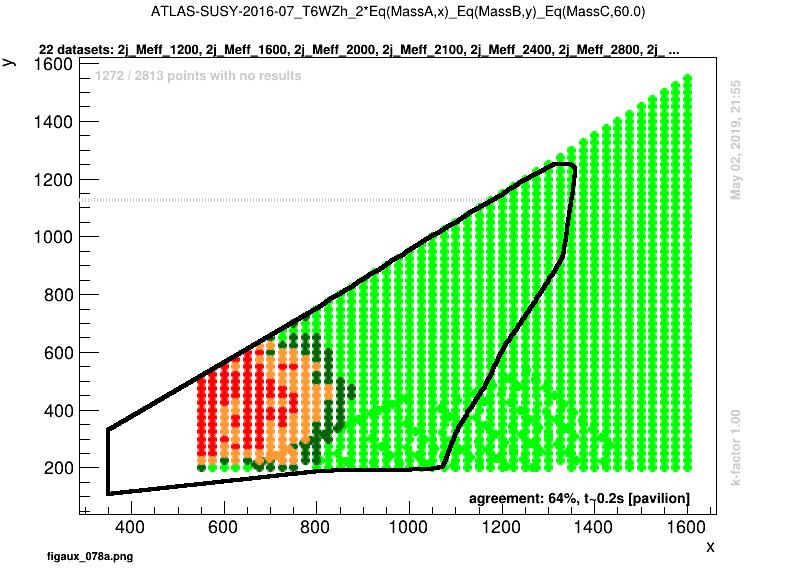 ATLAS-SUSY-2016-07_T6WZh_2*Eq(MassA,x)_Eq(MassB,y)_Eq(MassC,60.0)
22 datasets: 2j_Meff_1200, 2j_Meff_1600, 2j_Meff_2000, 2j_Meff_2100, 2j_Meff_2400, 2j_Meff_2800, 2j_ ...
y
1272 / 2813 points with no results
1600
1400
1200
1000
800
600
400
200
May 02, 2019, 21:55
k-factor 1.00
agreement: 64%, t~0.2s [pavilion]
400 600 800 1000 1200 1400 1600
x
figaux_078a.png